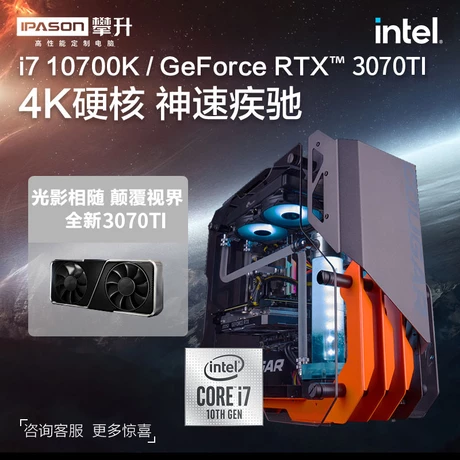 IPASON 攀升
高性能定制电脑
intel.
i7 10700K / GeForce RTX™ 3070TI
4K硬核 神速疾驰
光影相随 颠覆视界
全新3070TI
intel
CORE i7
10TH GEN
咨询客服 更多惊喜